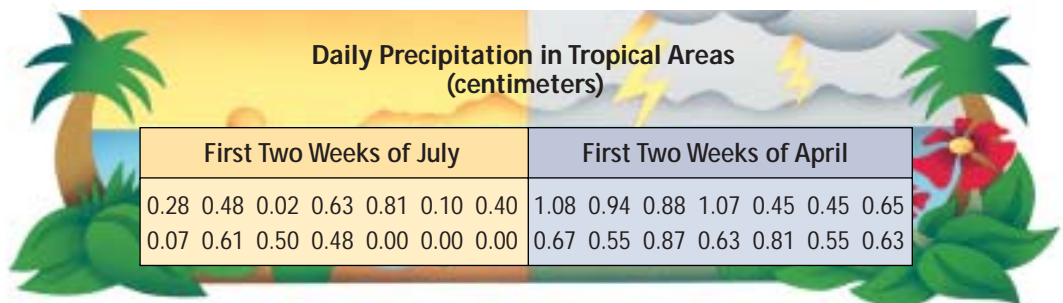 Daily Precipitation in Tropical Areas
(centimeters)
First Two Weeks of July
First Two Weeks of April
0.28 0.48 0.02 0.63 0.81 0.10 0.40
0.07 0.61 0.50 0.48 0.00 0.00 0.00
1.08 0.94 0.88 1.07 0.45 0.45 0.65
0.67 0.55 0.87 0.63 0.81 0.55 0.63